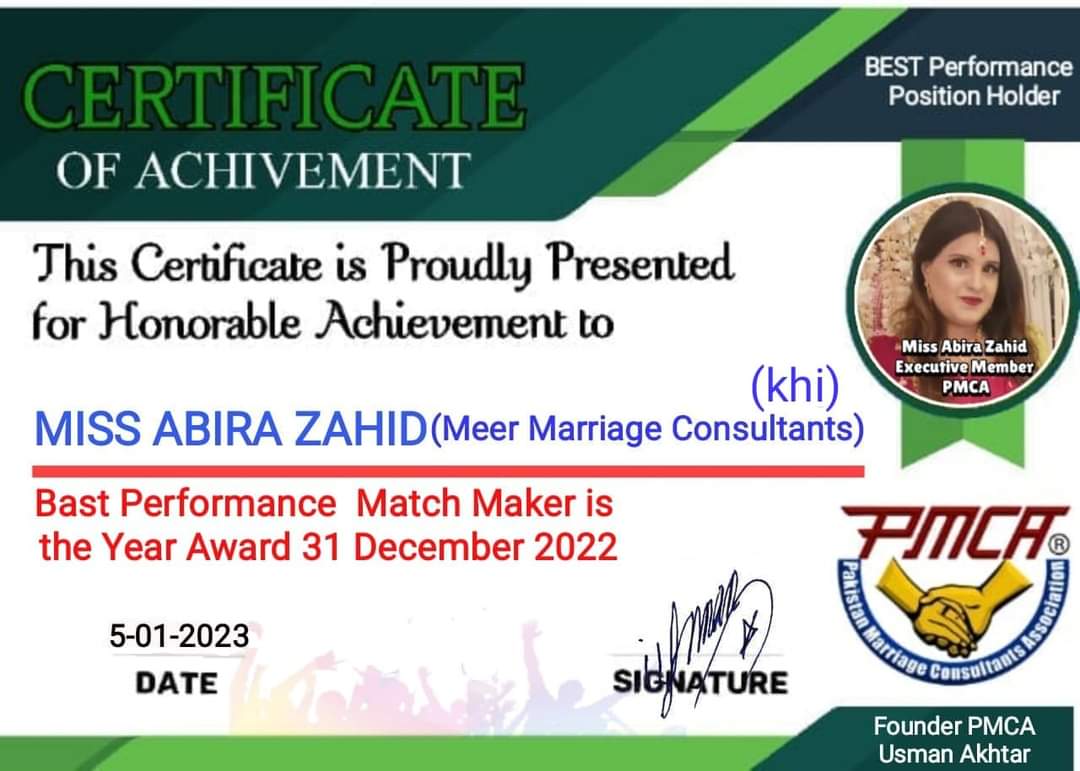 CERTIFICATE
OF ACHIVEMENT
BEST Performance
Position Holder
This Certificate is Proudly Presented
for Honorable Achievement to
Miss Abira Zahid
Executive Member
PMCA
(khi)
MISS ABIRA ZAHID(Meer Marriage Consultants)
Bast Performance Match Maker is
the Year Award 31 December 2022
PMCA®
Pakistan Marriage Consultants Association
5-01-2023
DATE
SIGNATURE
Founder PMCA
Usman Akhtar